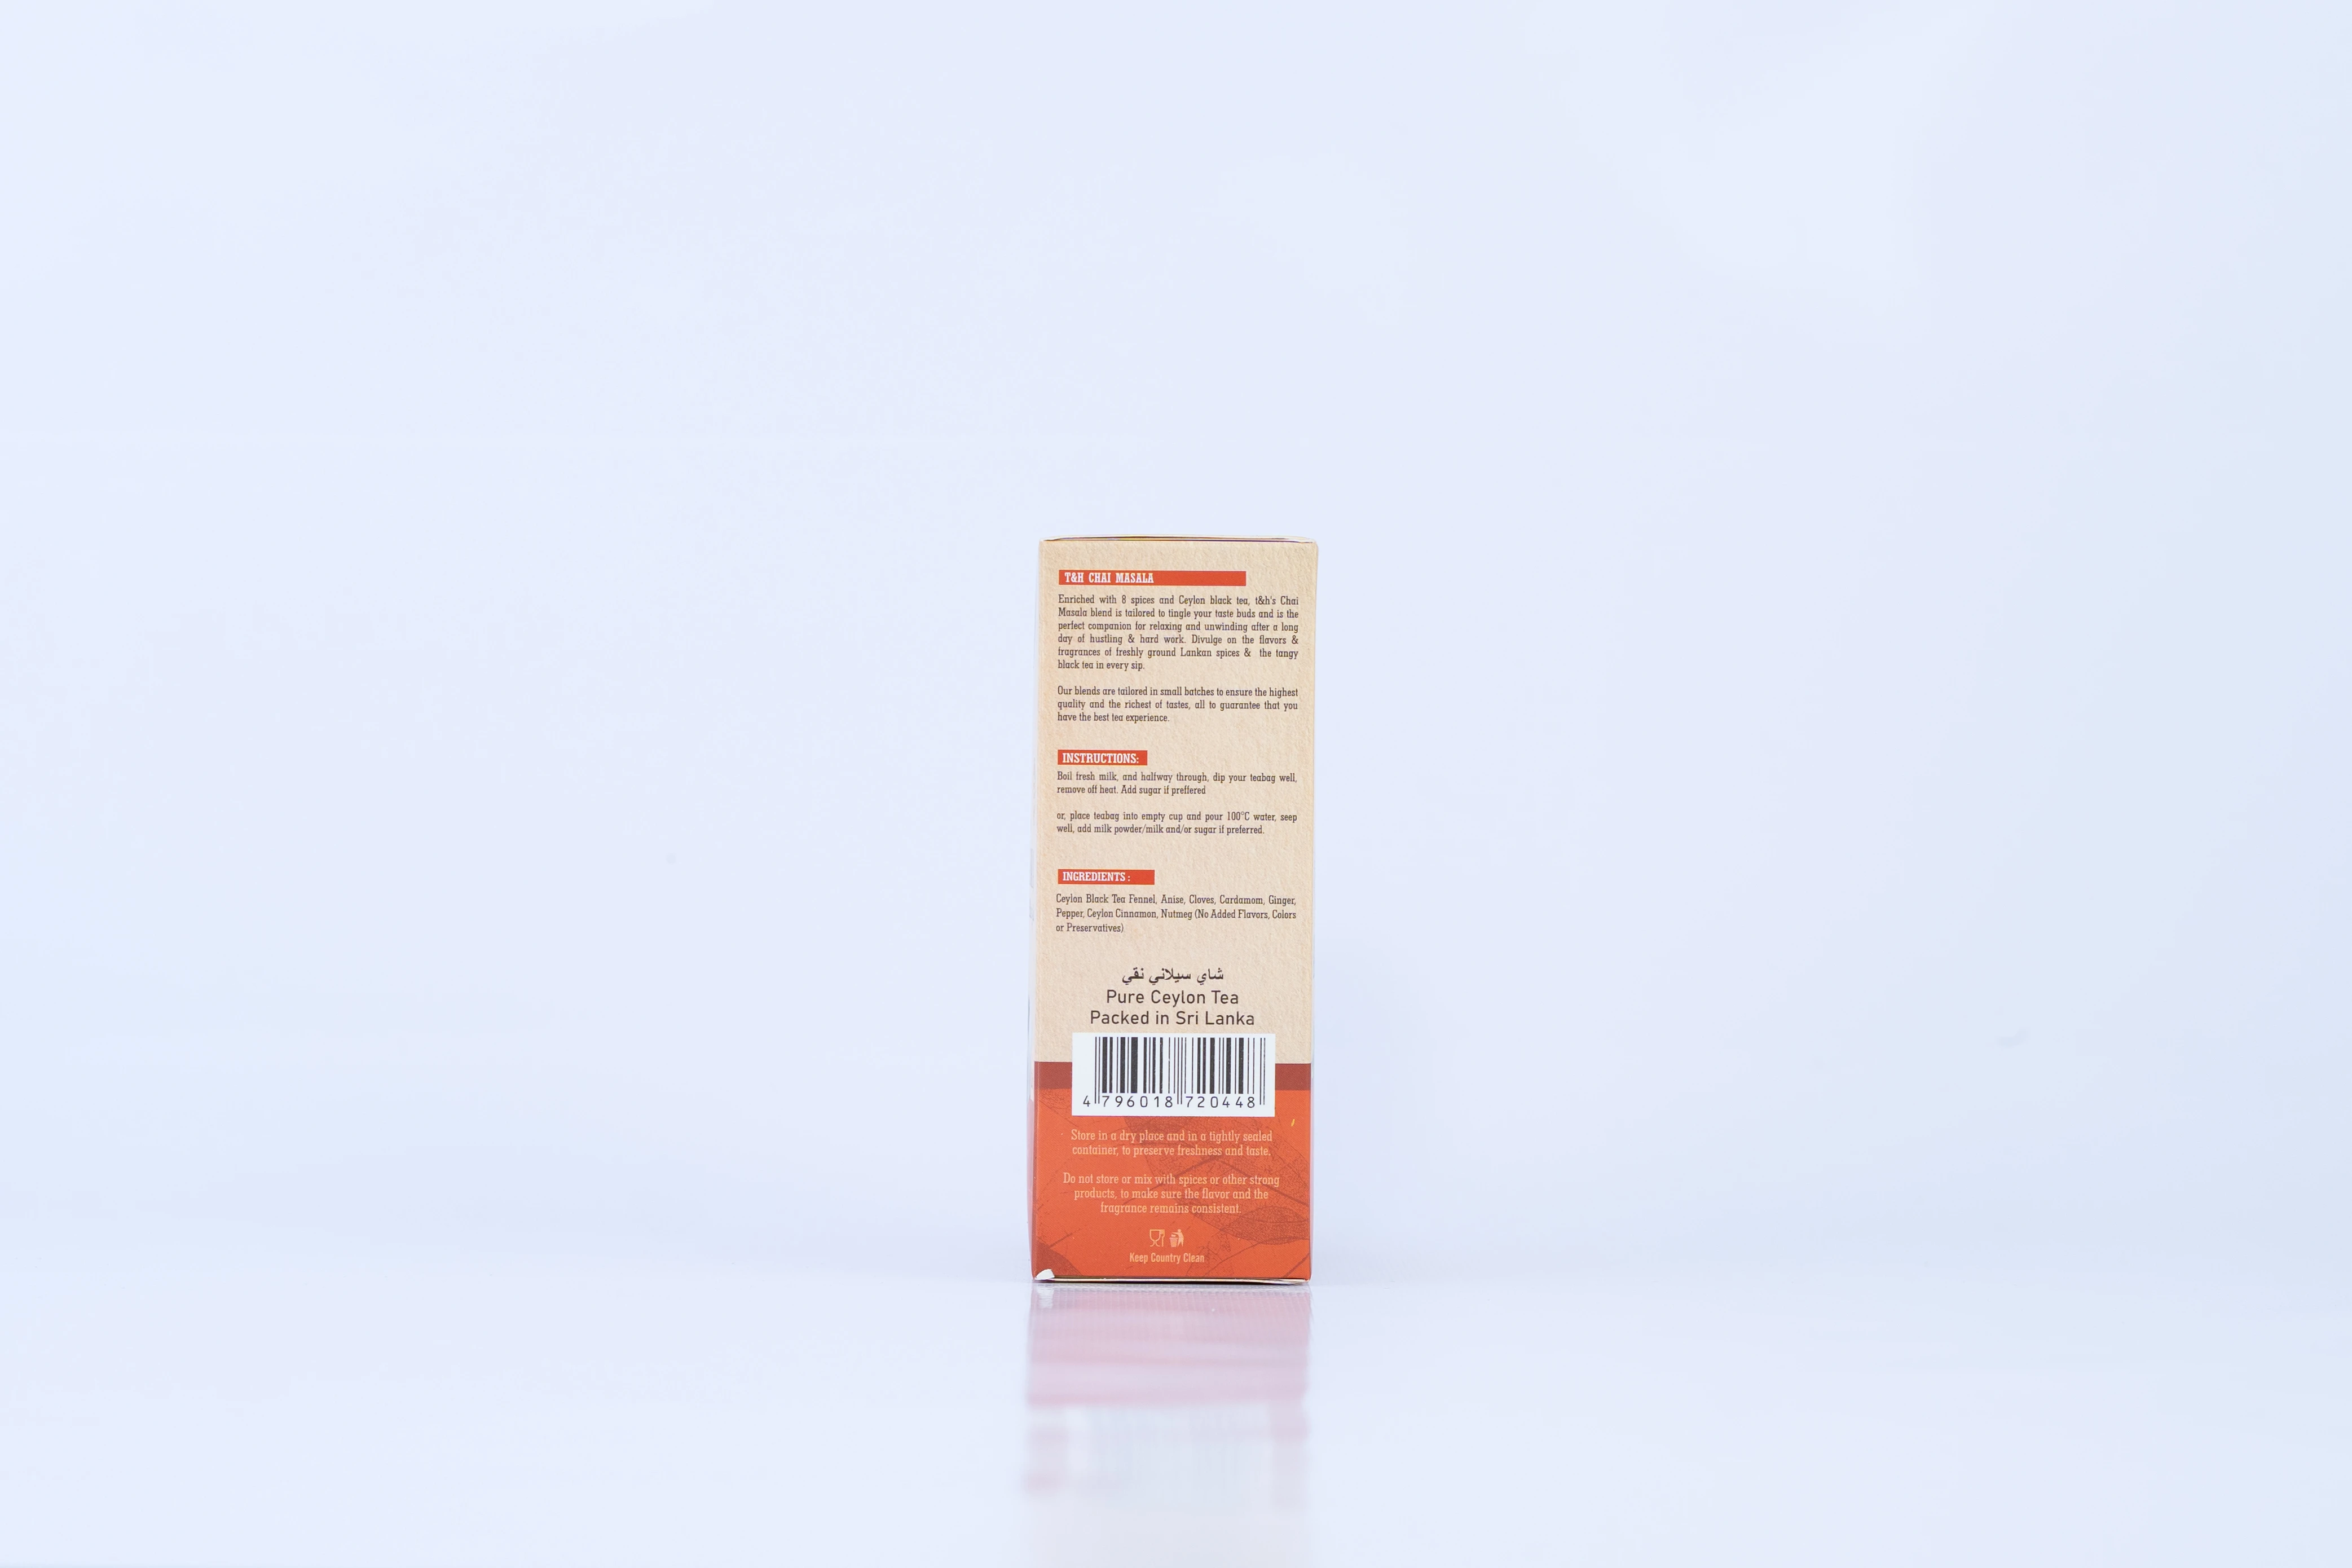 T&H CHAI MASALA
Enriched with 8 spices and Ceylon black tea, t&h's Chai
Masala blend is tailored to tingle your taste buds and is the
perfect companion for relaxing and unwinding after a long
day of hustling & hard work. Divulge on the flavors &
fragrances of freshly ground Lankan spices & the tangy
black tea in every sip.
Our blends are tailored in small batches to ensure the highest
quality and the richest of tastes, all to guarantee that you
have the best tea experience.
INSTRUCTIONS:
Boil fresh milk, and halfway through, dip your teabag well,
remove off heat. Add sugar if preffered
or, place teabag into empty cup and pour 100°C water, seep
well, add milk powder/milk and/or sugar if preferred.
INGREDIENTS :
Ceylon Black Tea Fennel, Anise, Cloves, Cardamom, Ginger,
Pepper, Ceylon Cinnamon, Nutmeg (No Added Flavors, Colors
or Preservatives)
شاي سيلاني نقي
Pure Ceylon Tea
Packed in Sri Lanka
4 796018 720448
Store in a dry place and in a tightly sealed
container, to preserve freshness and taste.
Do not store or mix with spices or other strong
products, to make sure the flavor and the
fragrance remains consistent.
Keep Country Clean